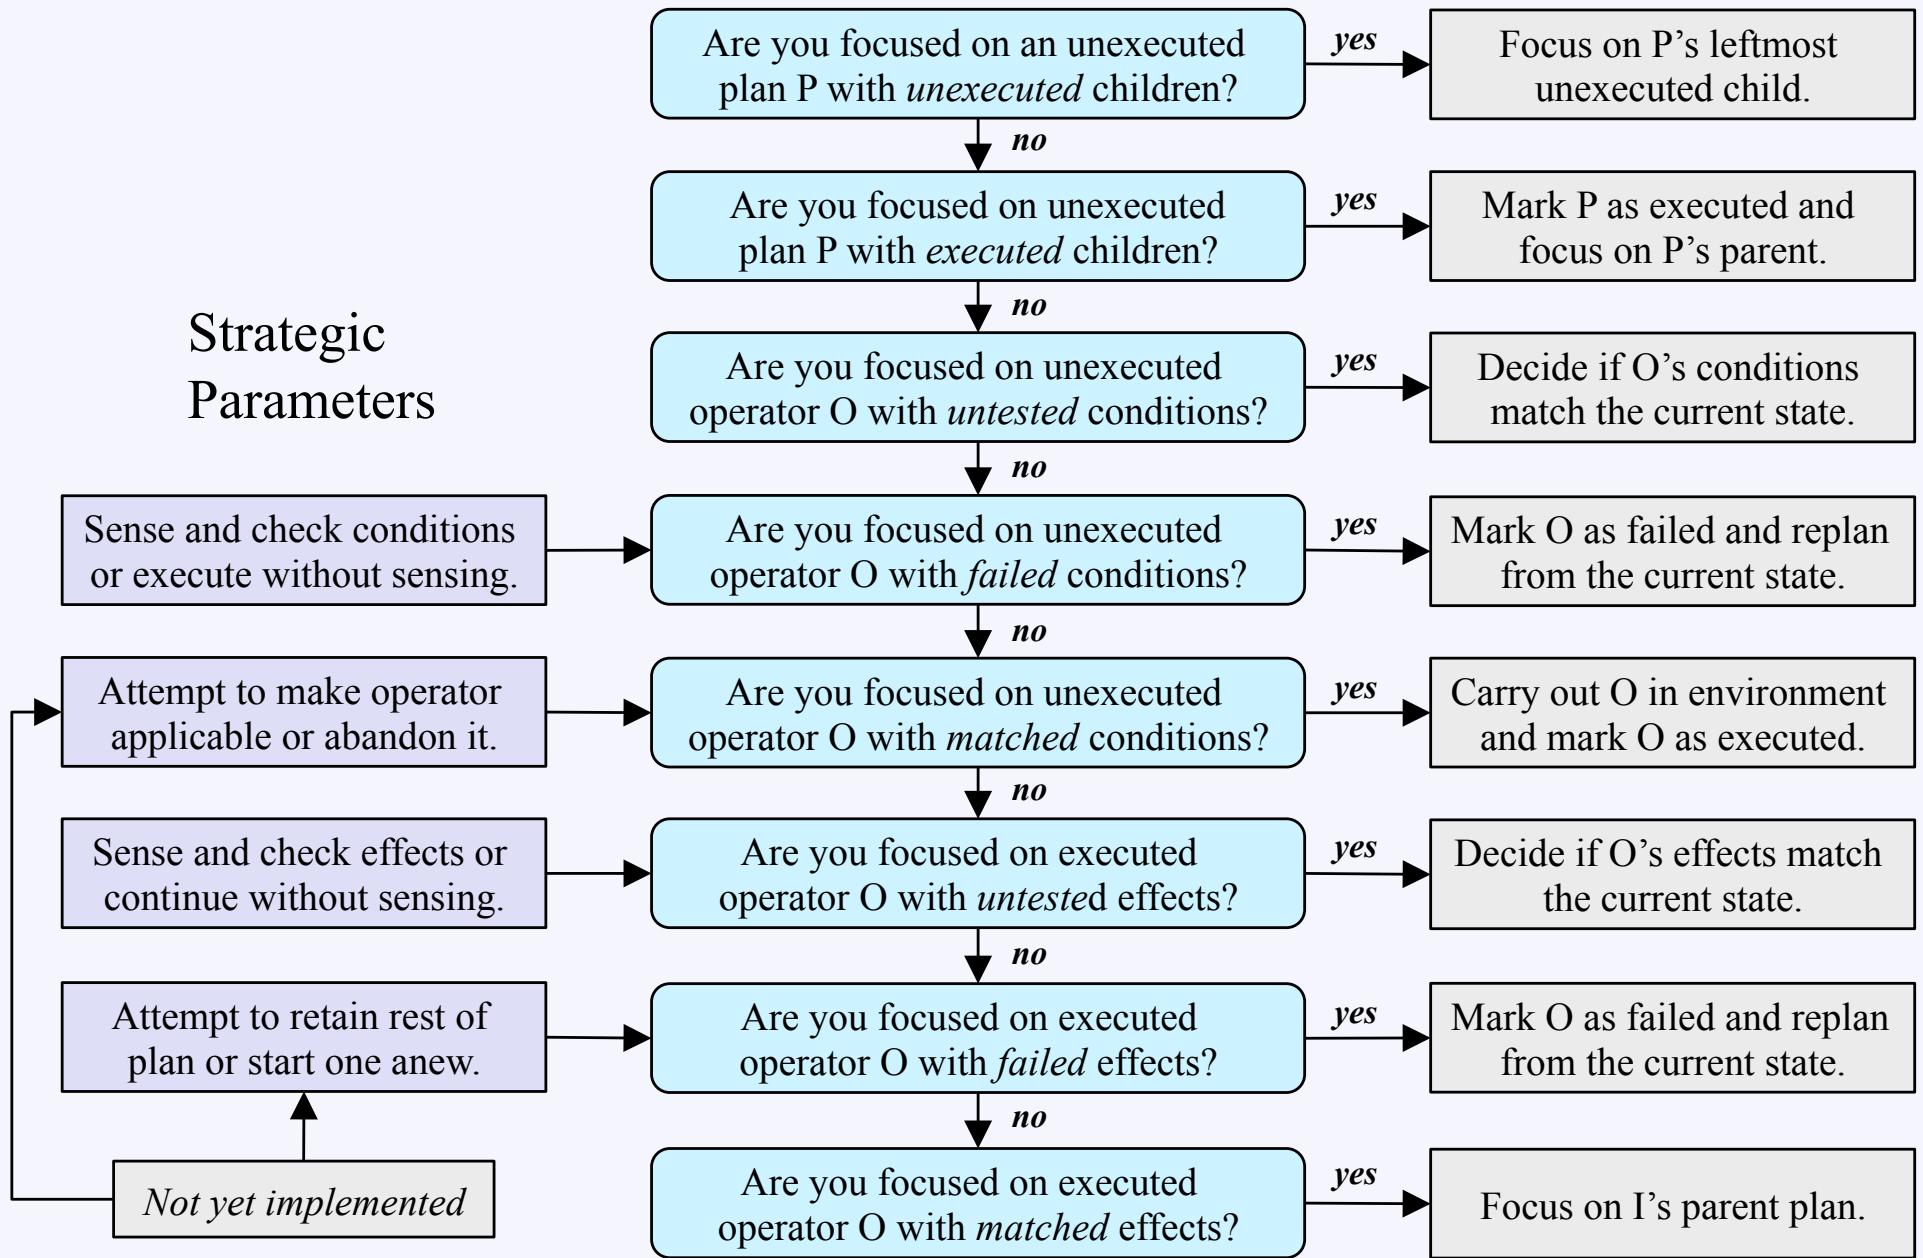 Are you focused on an unexecuted
plan P with unexecuted children?
yes
Focus on P’s leftmost
unexecuted child.
no
Are you focused on unexecuted
plan P with executed children?
yes
Mark P as executed and
focus on P’s parent.
no
Strategic
Parameters
Are you focused on unexecuted
operator O with untested conditions?
yes
Decide if O’s conditions
match the current state.
no
Sense and check conditions
or execute without sensing.
Are you focused on unexecuted
operator O with failed conditions?
yes
Mark O as failed and replan
from the current state.
no
Attempt to make operator
applicable or abandon it.
Are you focused on unexecuted
operator O with matched conditions?
yes
Carry out O in environment
and mark O as executed.
no
Sense and check effects or
continue without sensing.
Are you focused on executed
operator O with untested effects?
yes
Decide if O’s effects match
the current state.
no
Attempt to retain rest of
plan or start one anew.
Are you focused on executed
operator O with failed effects?
yes
Mark O as failed and replan
from the current state.
no
Not yet implemented
Are you focused on executed
operator O with matched effects?
yes
Focus on I’s parent plan.